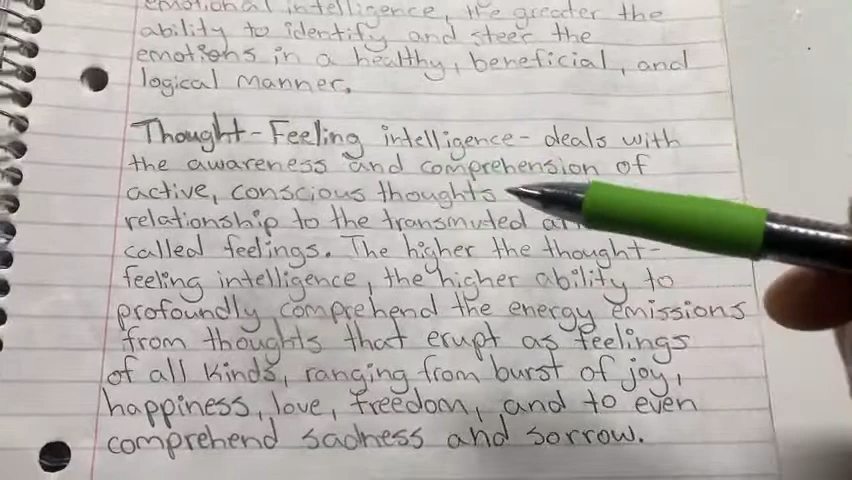 emotional intelligence, the greater the
ability to identify and steer the
emotions in a healthy, beneficial, and
logical manner.
Thought-Feeling intelligence- deals with
the awareness and comprehension of
active, conscious thoughts
relationship to the transmuted
called feelings. The higher the thought-
feeling intelligence, the higher ability to
profoundly comprehend the energy emissions
from thoughts that erupt as feelings
of all kinds, ranging from burst of joy,
happiness, love, freedom, and to even
comprehend sadness and sorrow.